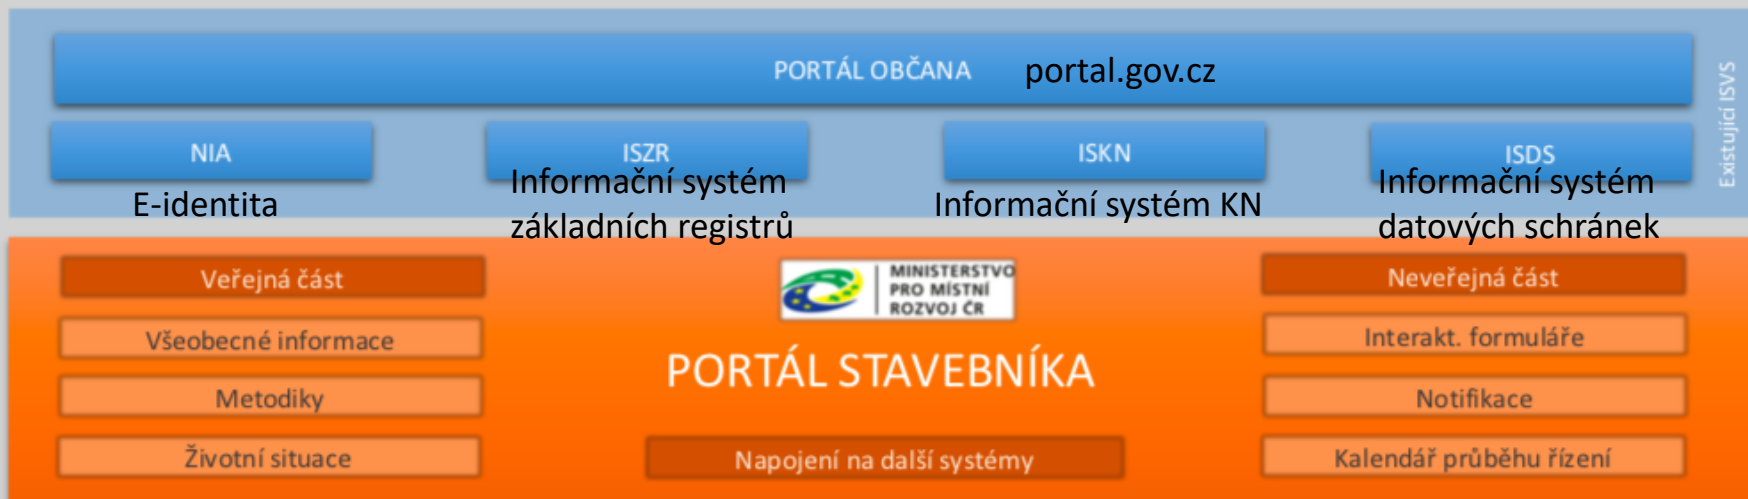 PORTÁL OBČANA portal.gov.cz
Existující ISVS
NIA
E-identita
ISZR
Informační systém
základních registrů
ISKN
Informační systém KN
ISDS
Informační systém
datových schránek
Veřejná část
Všeobecné informace
Metodiky
Životní situace
MINISTERSTVO
PRO MÍSTNÍ
ROZVOJ ČR
PORTÁL STAVEBNÍKA
Napojení na další systémy
Neveřejná část
Interakt. formuláře
Notifikace
Kalendář průběhu řízení